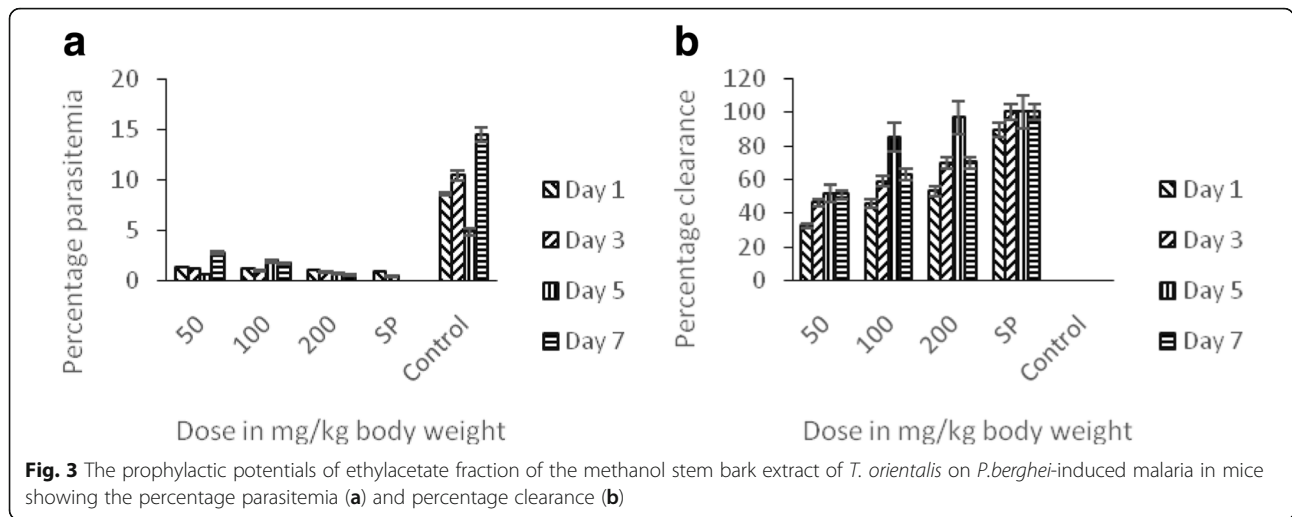 a
20
15
10
5
0
Percentage parasitemia
50
100
200
SP
Control
Day 1
Day 3
Day 5
Day 7
Dose in mg/kg body weight
b
120
100
80
60
40
20
0
Percentage clearance
50
100
200
SP
Control
Day 1
Day 3
Day 5
Day 7
Dose in mg/kg body weight
Fig. 3 The prophylactic potentials of ethylacetate fraction of the methanol stem bark extract of T. orientalis on P.berghei-induced malaria in mice
showing the percentage parasitemia (a) and percentage clearance (b)